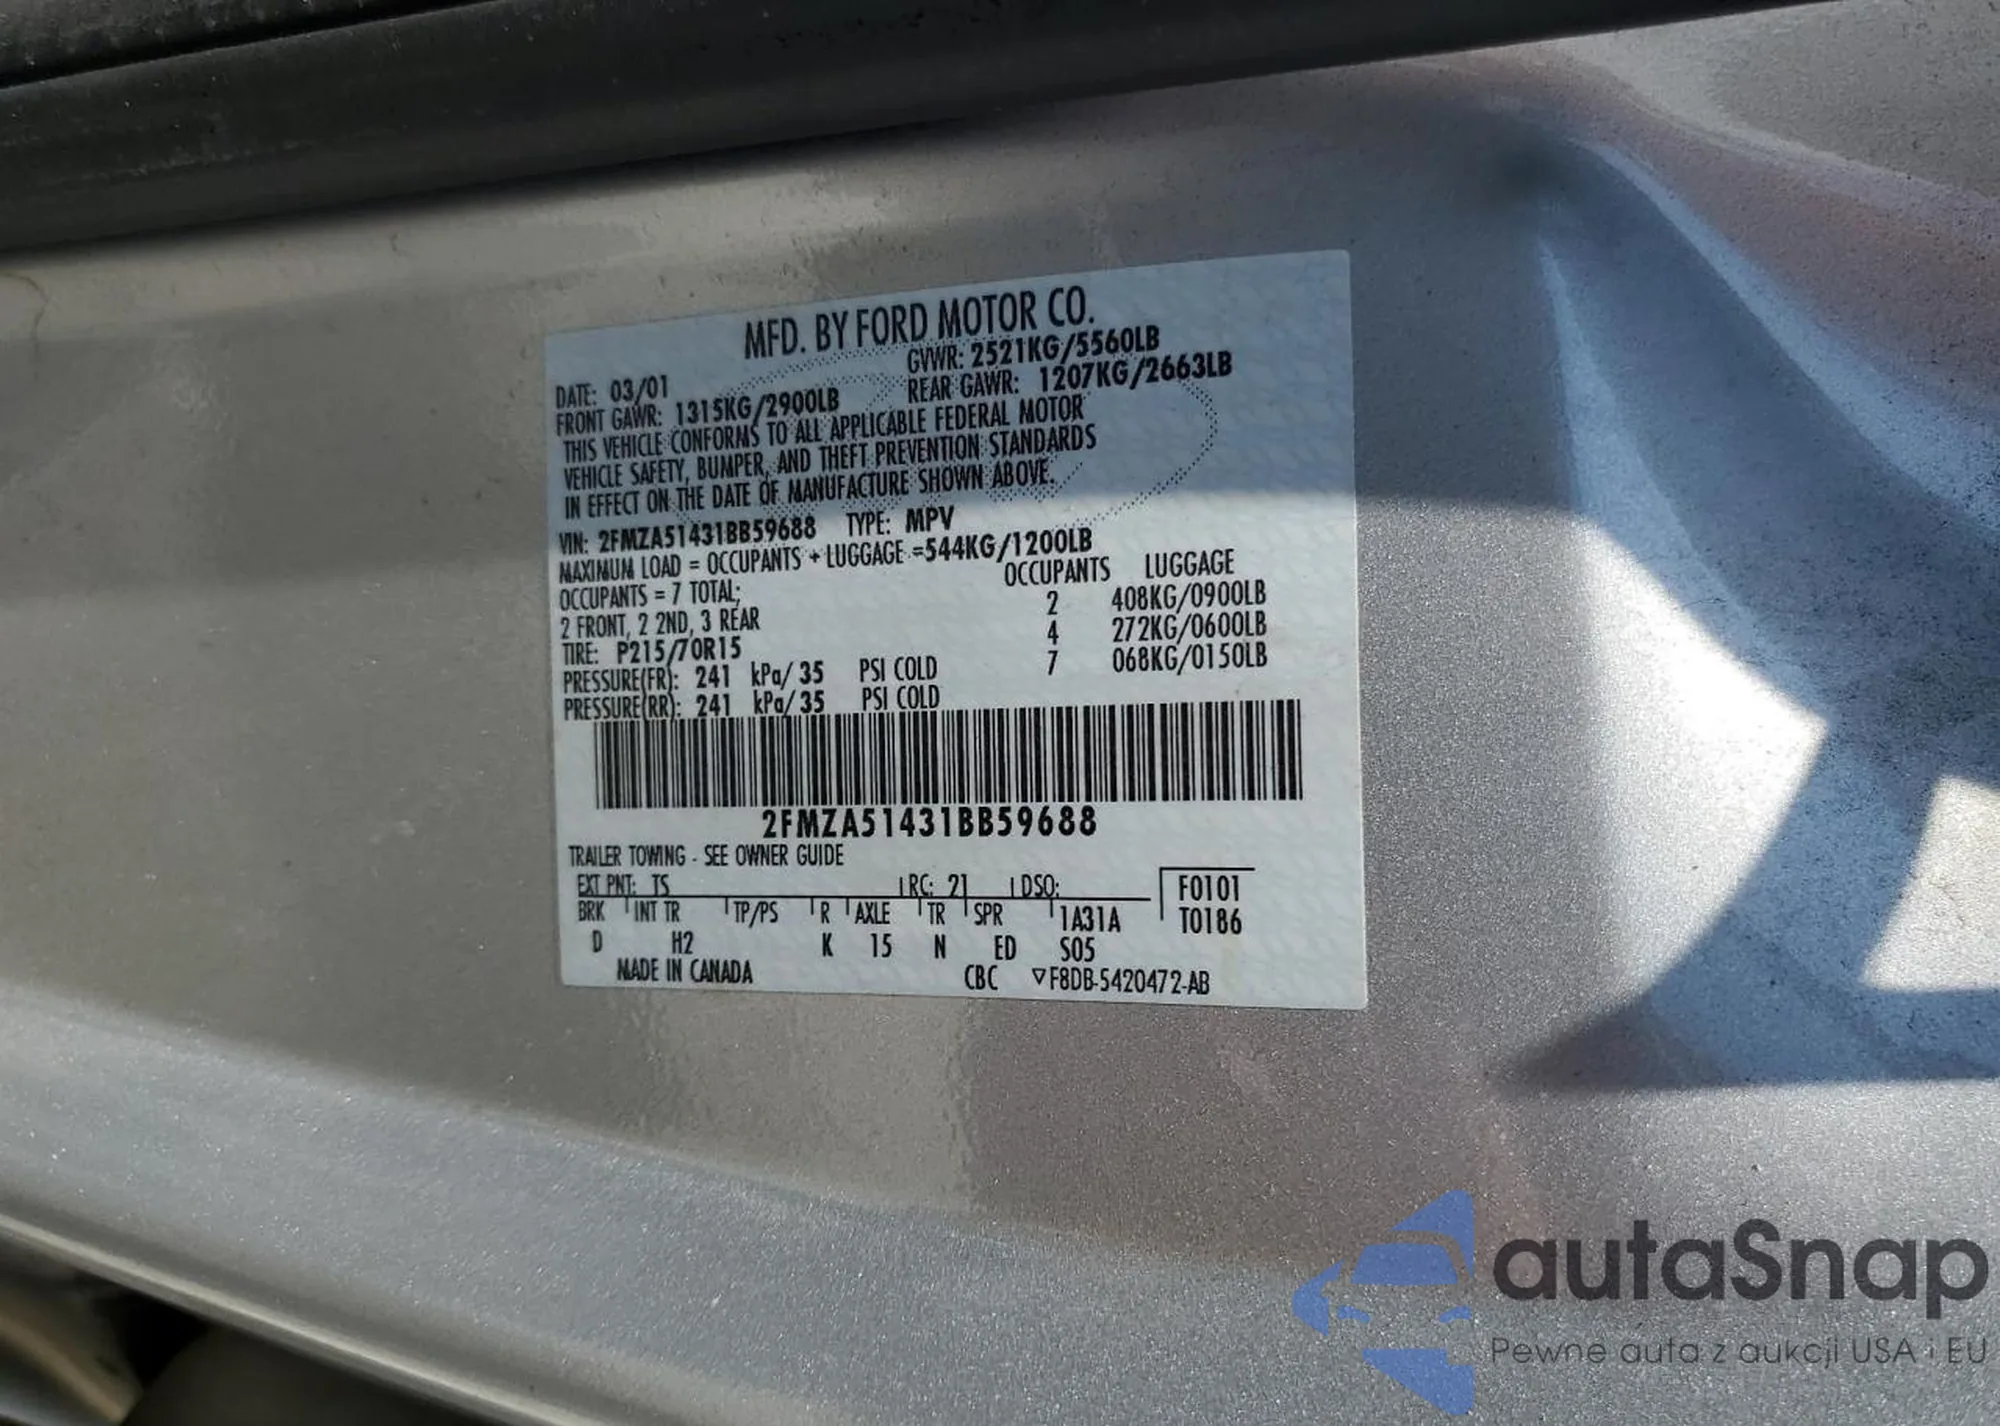 MFD. BY FORD MOTOR CO.
DATE: 03/01 GVWR: 2521KG/5560LB
FRONT GAWR: 1315KG/2900LB REAR GAWR: 1207KG/2663LB
THIS VEHICLE CONFORMS TO ALL APPLICABLE FEDERAL MOTOR
VEHICLE SAFETY, BUMPER, AND THEFT PREVENTION STANDARDS
IN EFFECT ON THE DATE OF MANUFACTURE SHOWN ABOVE.
VIN: 2FMZA51431BB59688 TYPE: MPV
MAXIMUM LOAD = OCCUPANTS + LUGGAGE =544KG/1200LB
OCCUPANTS = 7 TOTAL; OCCUPANTS LUGGAGE
2 FRONT, 2 2ND, 3 REAR 2 408KG/0900LB
TIRE: P215/70R15 4 272KG/0600LB
PRESSURE(FR): 241 kPa/ 35 PSI COLD 7 068KG/0150LB
PRESSURE(RR): 241 kPa/ 35 PSI COLD
2FMZA51431BB59688
TRAILER TOWING - SEE OWNER GUIDE
EXT PNT: TS RC: 21 DSO: F0101
BRK INT TR TP/PS R AXLE TR SPR 1A31A T0186
D H2 K 15 N ED S05
MADE IN CANADA CBC ▽F8DB-5420472-AB
autaSnap
Pewne auta z aukcji USA i EU